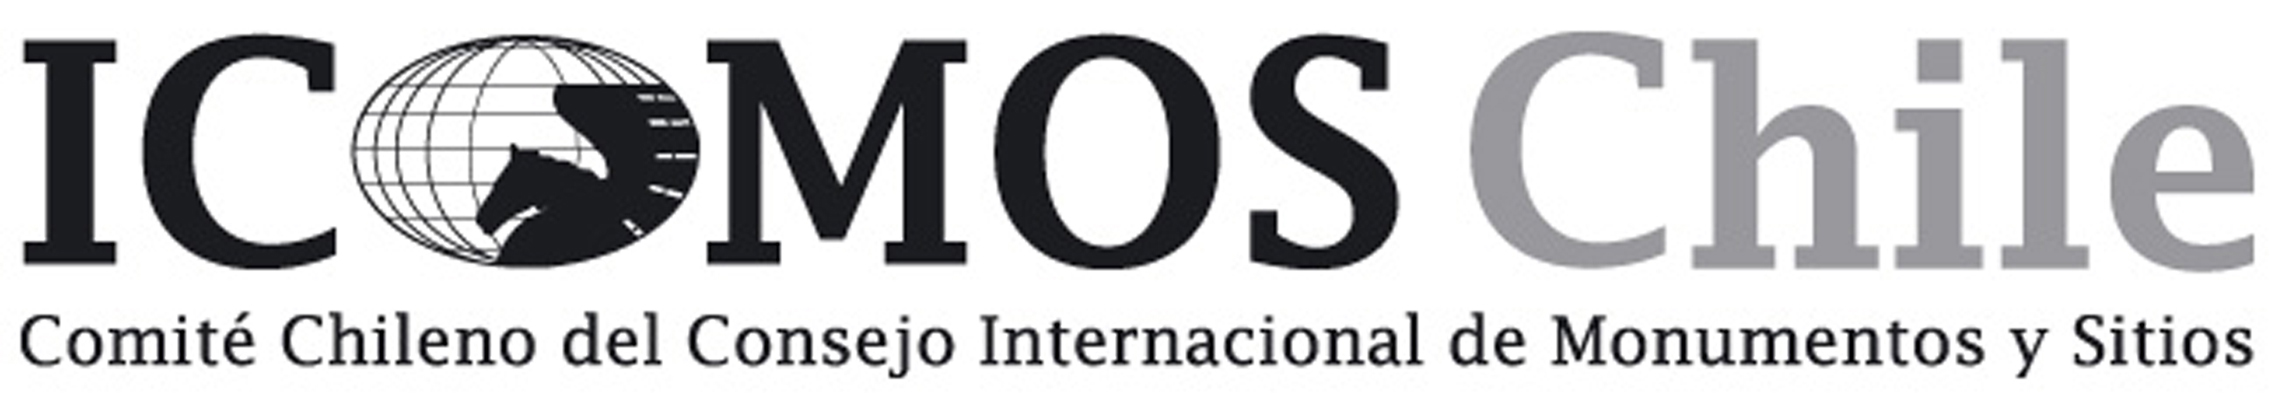 ICOMOS Chile
Comité Chileno del Consejo Internacional de Monumentos y Sitios